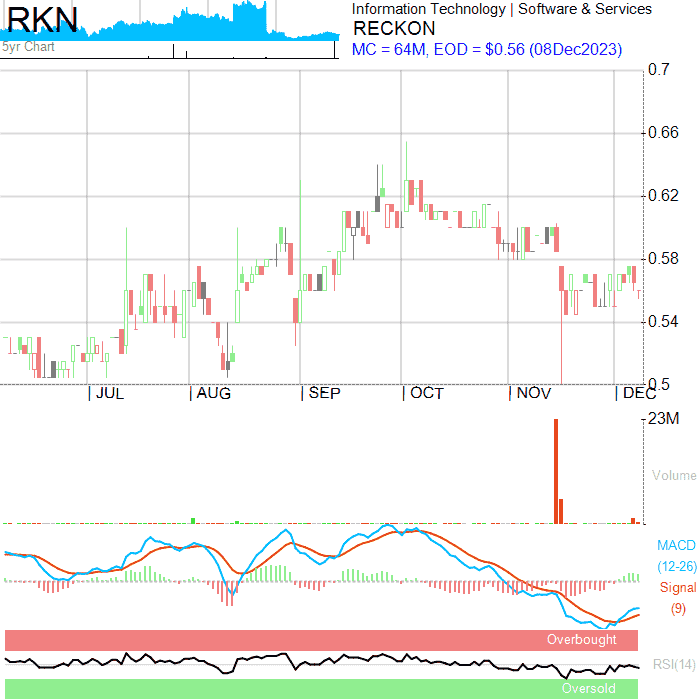 RKN
5yr Chart
Information Technology | Software & Services
RECKON
MC = 64M, EOD = $0.56 (08Dec2023)
0.7
0.66
0.62
0.58
0.54
0.5
| JUL | AUG | SEP | OCT | NOV | DEC
23M
Volume
MACD
(12-26)
Signal
(9)
Overbought
RSI(14)
Oversold